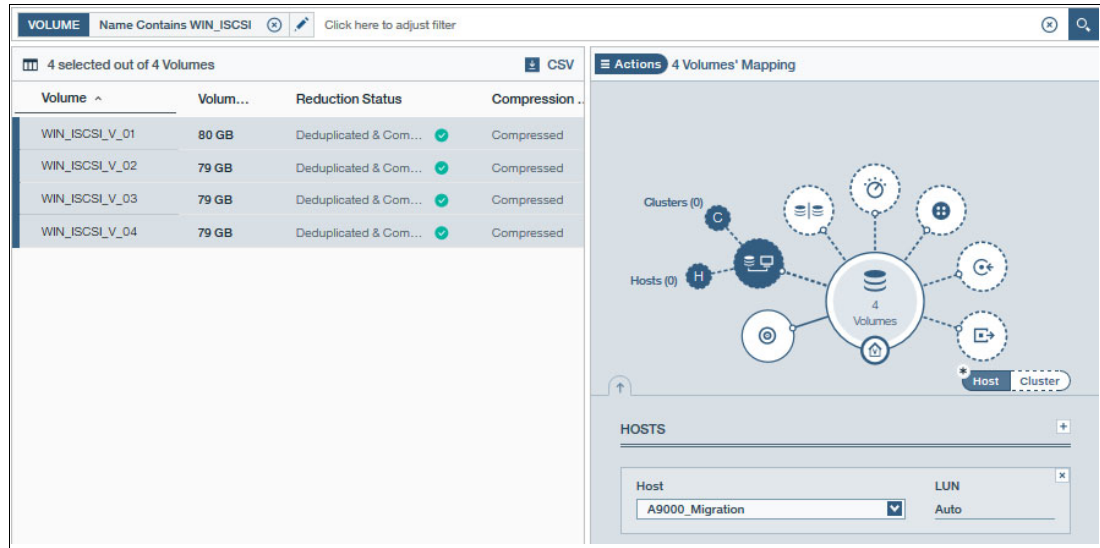 VOLUME Name Contains WIN_ISCSI Click here to adjust filter
4 selected out of 4 Volumes CSV
Volume Volum... Reduction Status Compression ..
WIN_ISCSI_V_01 80 GB Deduplicated & Com... Compressed
WIN_ISCSI_V_02 79 GB Deduplicated & Com... Compressed
WIN_ISCSI_V_03 79 GB Deduplicated & Com... Compressed
WIN_ISCSI_V_04 79 GB Deduplicated & Com... Compressed
Actions 4 Volumes' Mapping
Clusters (0)
C
Hosts (0) H
4
Volumes
Host Cluster
HOSTS
Host LUN
A9000_Migration Auto